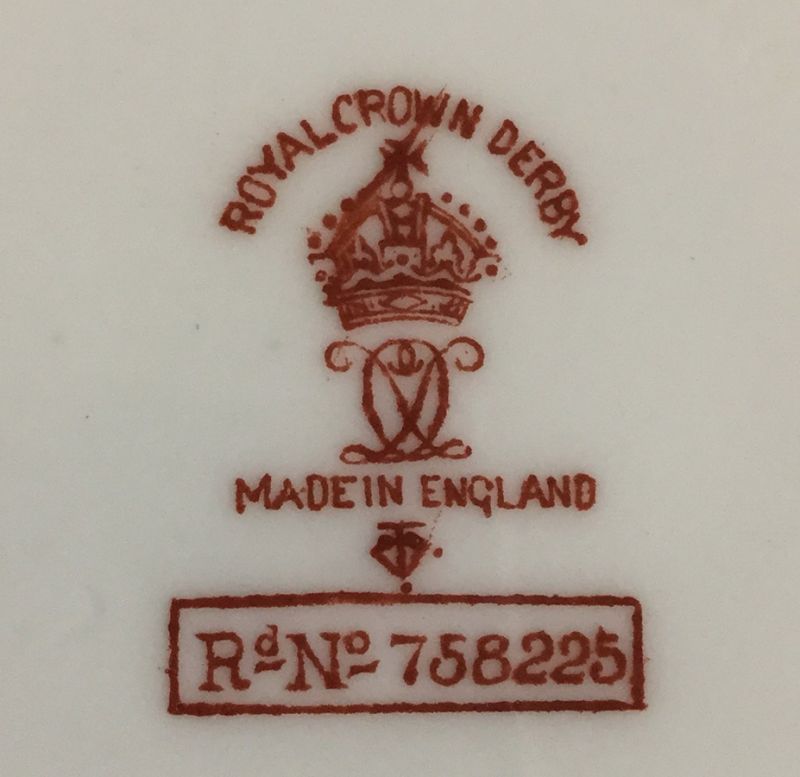 ROYAL CROWN DERBY
MADE IN ENGLAND
Rd No 758225